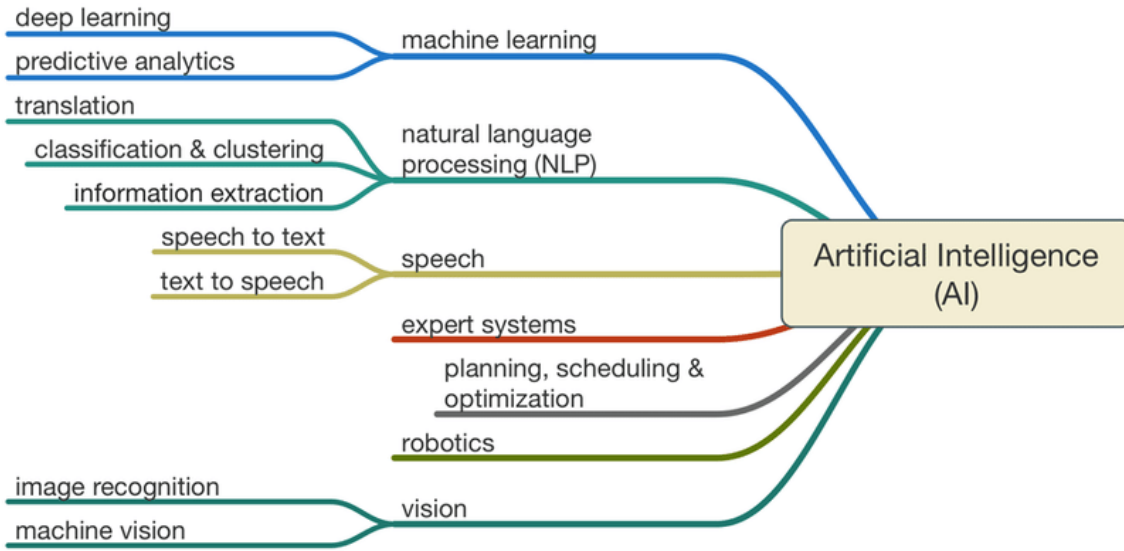 deep learning
predictive analytics
machine learning
translation
classification & clustering
information extraction
natural language
processing (NLP)
speech to text
text to speech
speech
expert systems
planning, scheduling &
optimization
robotics
image recognition
machine vision
vision
Artificial Intelligence
(AI)